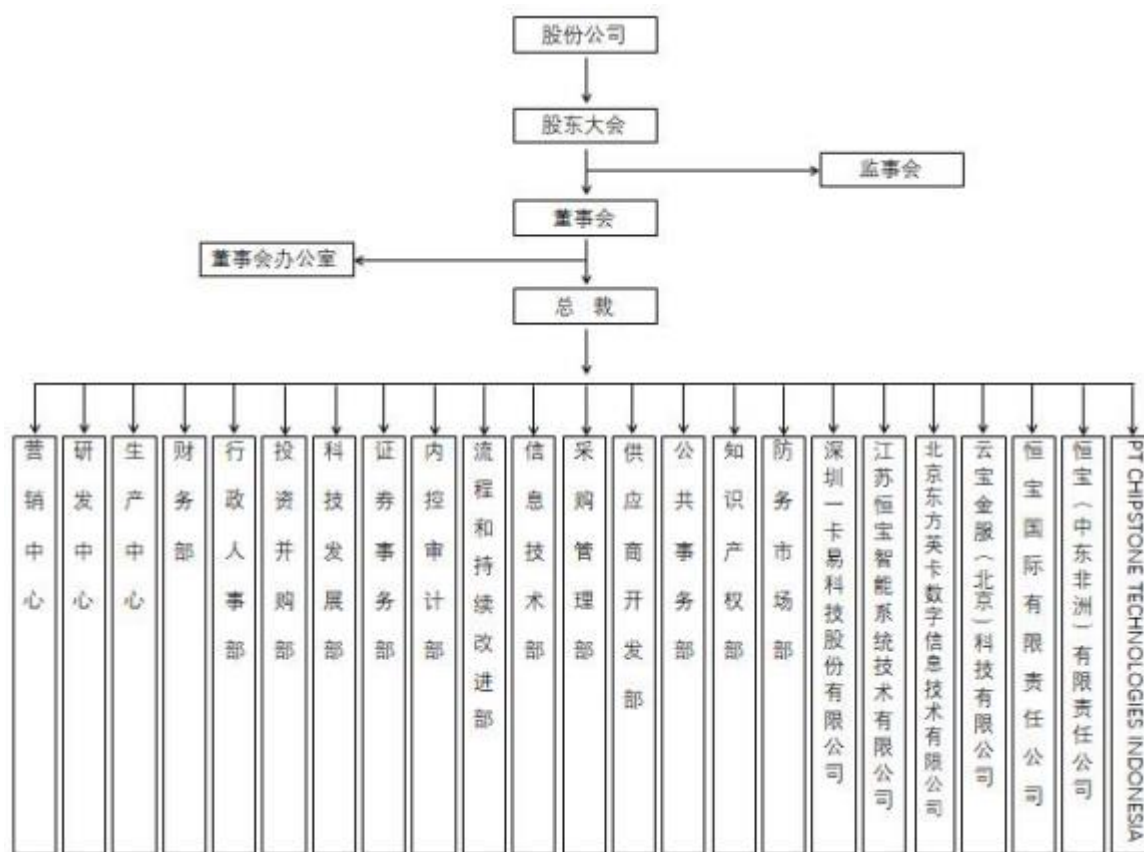 股份公司
股东大会
监事会
董事会
董事会办公室
总 裁
营销中心
研发中心
生产中心
财务部
行政人事部
投资并购部
科技发展部
证券事务部
内控审计部
流程和持续改进部
信息技术部
采购管理部
供应商开发部
公共事务部
知识产权部
防务市场部
深圳一卡易科技股份有限公司
江苏恒宝智能系统技术有限公司
北京东方英卡数字信息技术有限公司
云宝金服（北京）科技有限公司
恒宝国际有限责任公司
恒宝（中东非洲）有限责任公司
PT CHIPSTONE TECHNOLOGIES INDONESIA